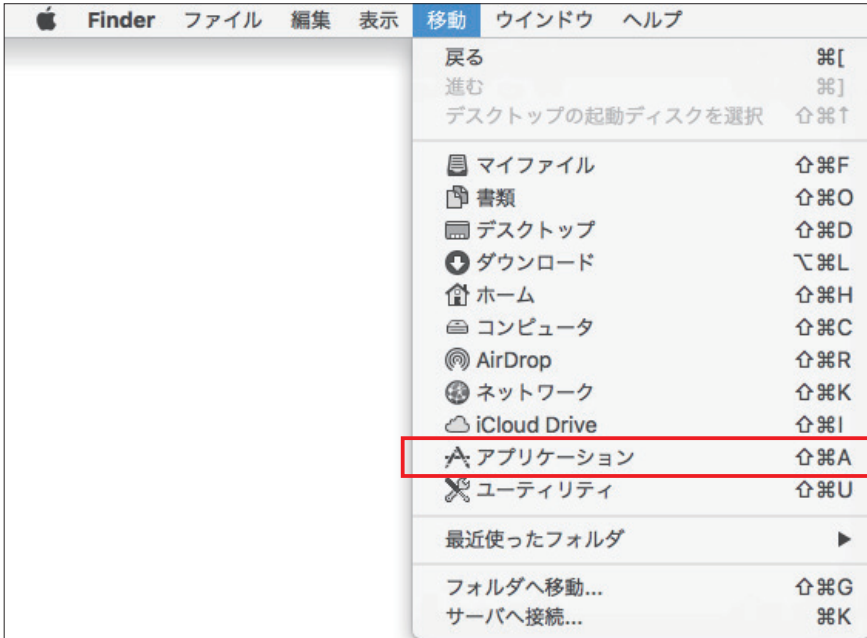 Finder ファイル 編集 表示 移動 ウインドウ ヘルプ
戻る ⌘[
進む ⌘]
デスクトップの起動ディスクを選択 ⇧⌘↑
マイファイル ⇧⌘F
書類 ⇧⌘O
デスクトップ ⇧⌘D
ダウンロード ⌥⌘L
ホーム ⇧⌘H
コンピュータ ⇧⌘C
AirDrop ⇧⌘R
ネットワーク ⇧⌘K
iCloud Drive ⇧⌘I
アプリケーション ⇧⌘A
ユーティリティ ⇧⌘U
最近使ったフォルダ ▶
フォルダへ移動... ⇧⌘G
サーバへ接続... ⌘K